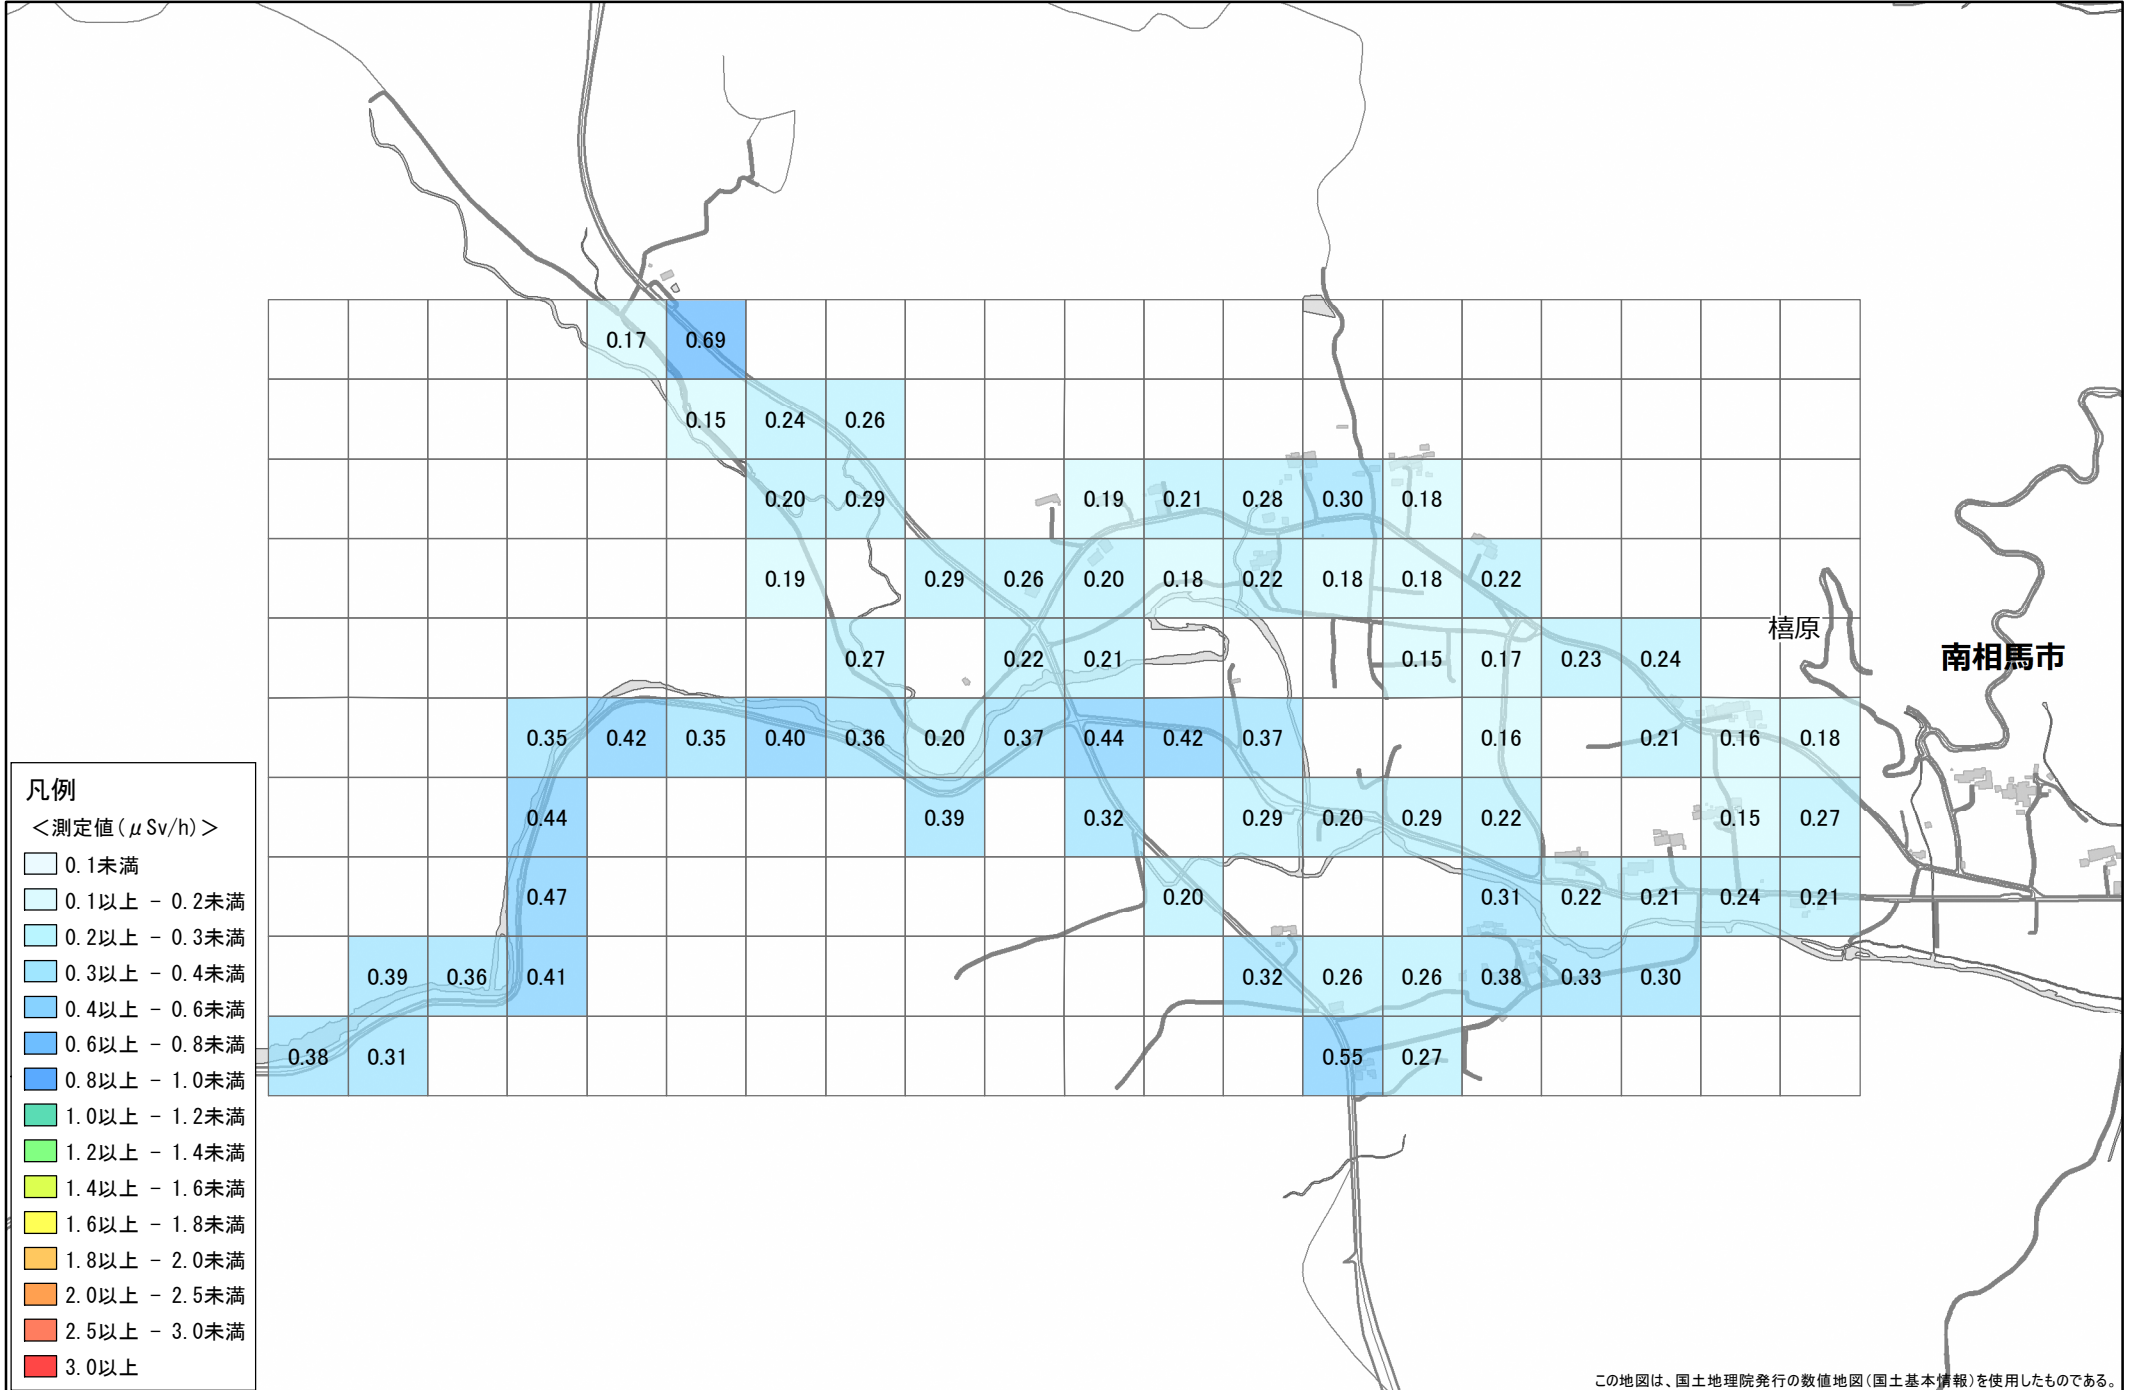 0.17 0.69
0.15 0.24 0.26
0.20 0.29 0.19 0.21 0.28 0.30 0.18
0.19 0.29 0.26 0.20 0.18 0.22 0.18 0.18 0.22
橲原
南相馬市
0.27 0.22 0.21 0.15 0.17 0.23 0.24
0.35 0.42 0.35 0.40 0.36 0.20 0.37 0.44 0.42 0.37 0.16 0.21 0.16 0.18
0.44 0.39 0.32 0.29 0.20 0.29 0.22 0.15 0.27
0.47 0.20 0.31 0.22 0.21 0.24 0.21
0.39 0.36 0.41 0.32 0.26 0.26 0.38 0.33 0.30
0.38 0.31 0.55 0.27
凡例
＜測定値(μSv/h)＞
0.1未満
0.1以上 － 0.2未満
0.2以上 － 0.3未満
0.3以上 － 0.4未満
0.4以上 － 0.6未満
0.6以上 － 0.8未満
0.8以上 － 1.0未満
1.0以上 － 1.2未満
1.2以上 － 1.4未満
1.4以上 － 1.6未満
1.6以上 － 1.8未満
1.8以上 － 2.0未満
2.0以上 － 2.5未満
2.5以上 － 3.0未満
3.0以上
この地図は、国土地理院発行の数値地図(国土基本情報)を使用したものである。